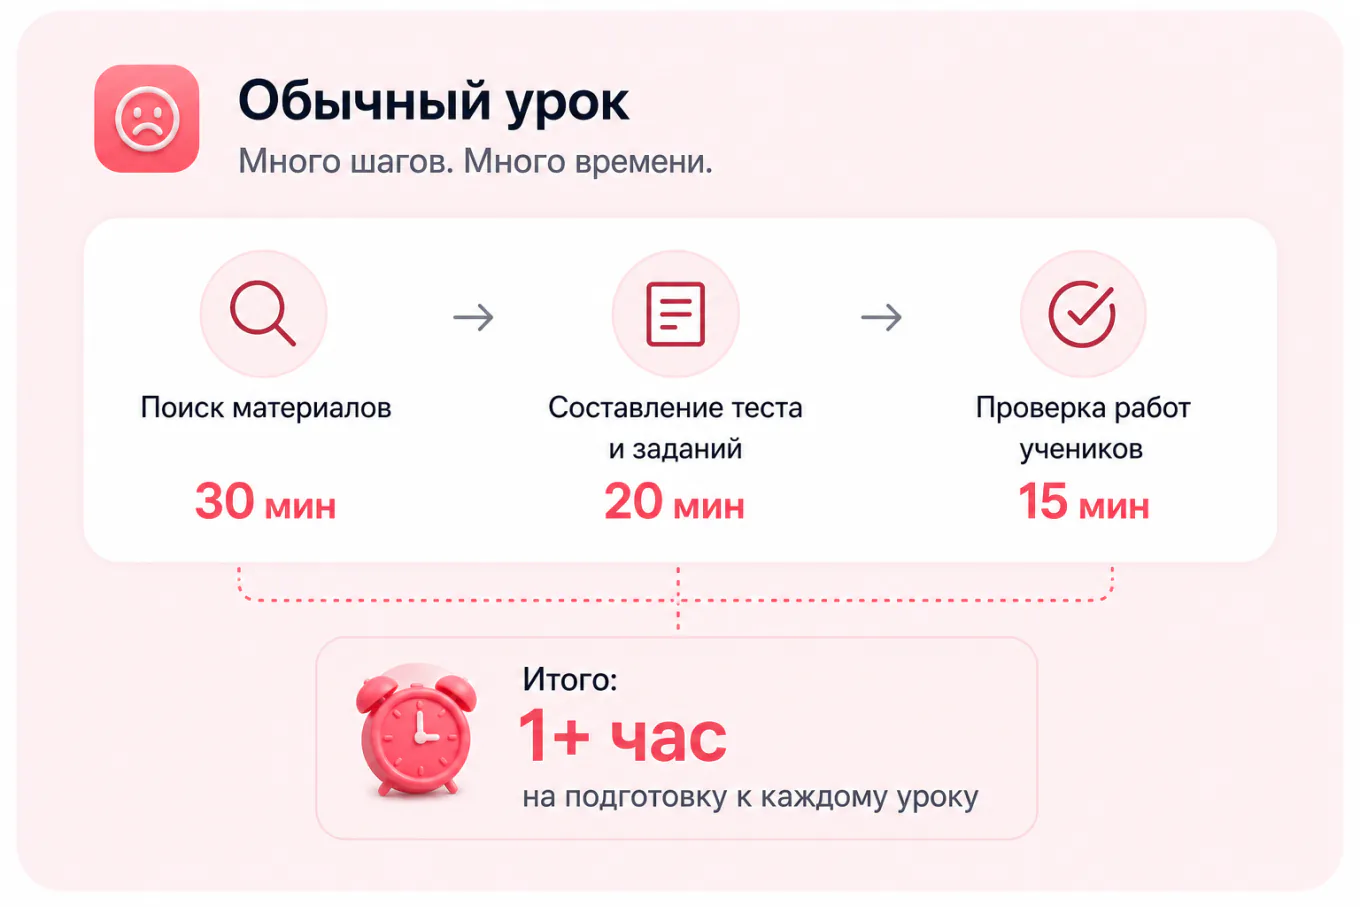 Обычный урок
Много шагов. Много времени.
Поиск материалов
30 мин
Составление теста
и заданий
20 мин
Проверка работ
учеников
15 мин
Итого:
1+ час
на подготовку к каждому уроку